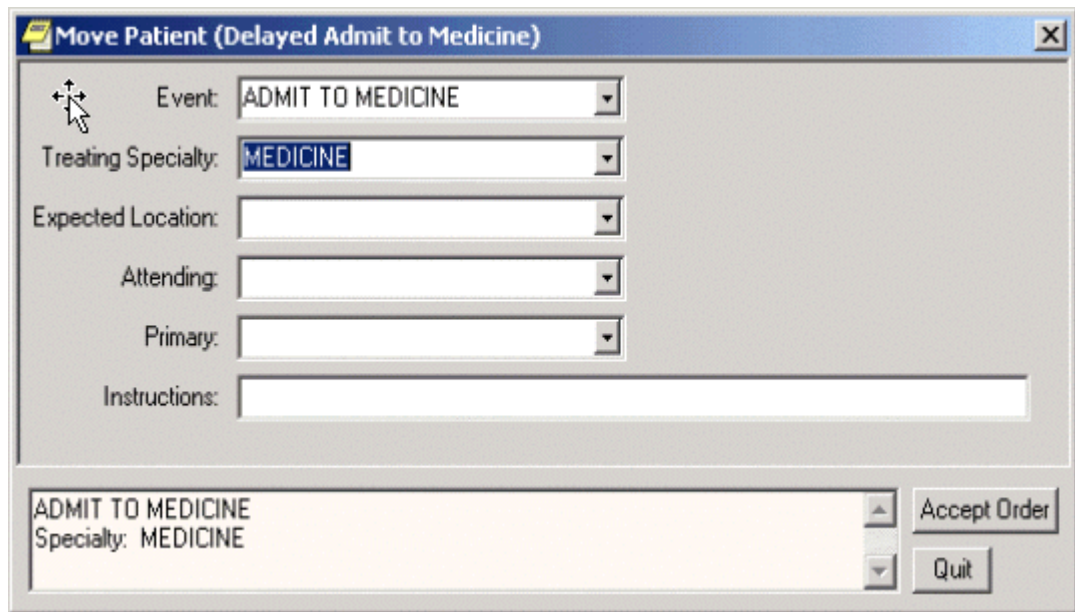 Move Patient (Delayed Admit to Medicine)
Event: ADMIT TO MEDICINE
Treating Specialty: MEDICINE
Expected Location:
Attending:
Primary:
Instructions:
ADMIT TO MEDICINE
Specialty: MEDICINE
Accept Order
Quit